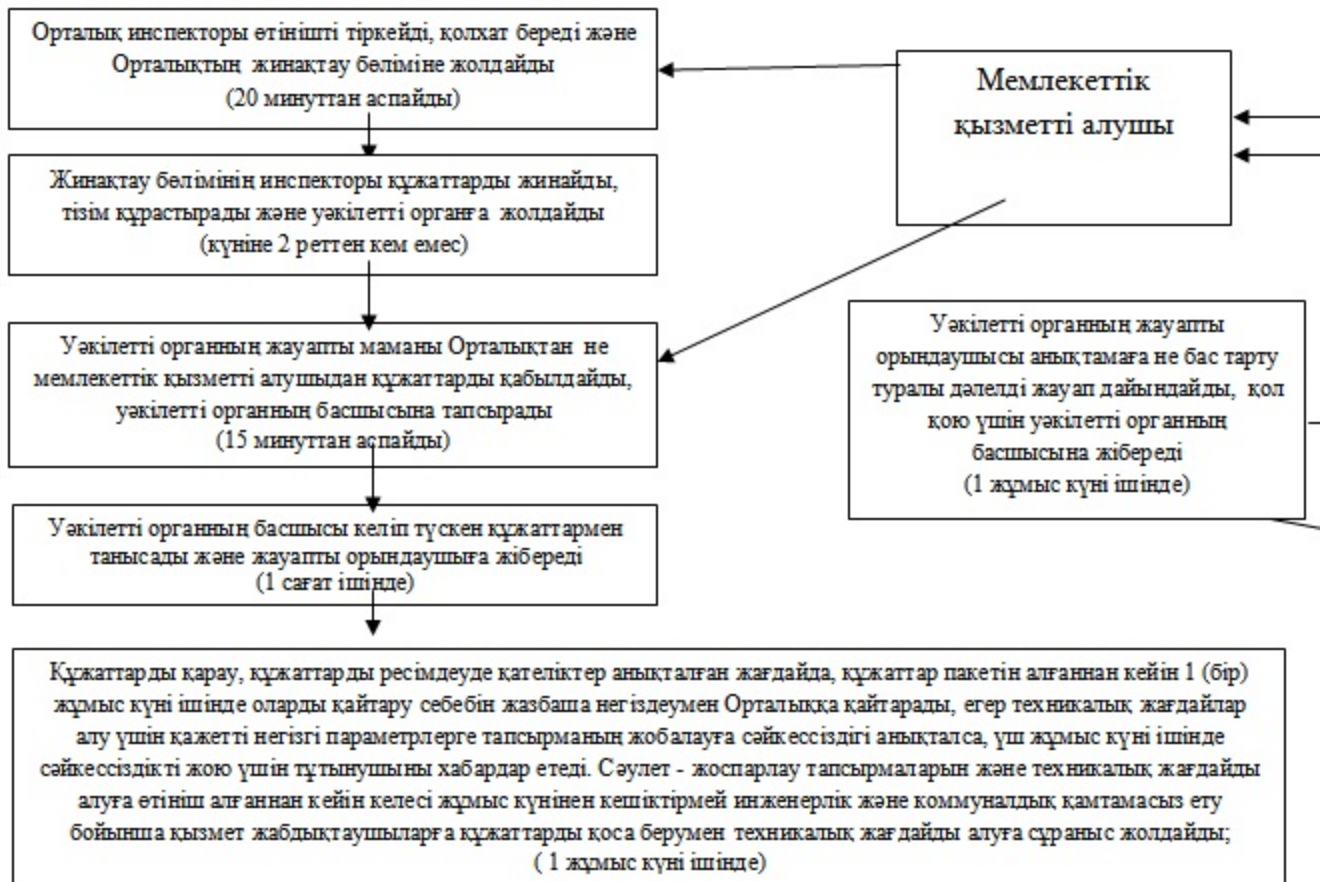 Орталық инспекторы өтінішті тіркейді, қолхат береді және
Орталықтың жинақтау бөліміне жолдайды
(20 минуттан аспайды)
Мемлекеттік
қызметті алушы
Жинақтау бөлімінің инспекторы құжаттарды жинайды,
тізім құрастырады және уәкілетті органға жолдайды
(күніне 2 реттен кем емес)
Уәкілетті органның жауапты маманы Орталықтан не
мемлекеттік қызметті алушыдан құжаттарды қабылдайды,
уәкілетті органның басшысына тапсырады
(15 минуттан аспайды)
Уәкілетті органның жауапты
орындаушысы анықтамаға не бас тарту
туралы дәлелді жауап дайындайды, қол
қою үшін уәкілетті органның
басшысына жібереді
(1 жұмыс күні ішінде)
Уәкілетті органның басшысы келіп түскен құжаттармен
танысады және жауапты орындаушыға жібереді
(1 сағат ішінде)
Құжаттарды қарау, құжаттарды ресімдеуде қателіктер анықталған жағдайда, құжаттар пакетін алғаннан кейін 1 (бір)
жұмыс күні ішінде оларды қайтару себебін жазбаша негіздеумен Орталыққа қайтарады, егер техникалық жағдайлар
алу үшін қажетті негізгі параметрлерге тапсырманың жобалауға сәйкессіздігі анықталса, үш жұмыс күні ішінде
сәйкессіздікті жою үшін тұтынушыны хабардар етеді. Сәулет - жоспарлау тапсырмаларын және техникалық жағдайды
алуға өтініш алғаннан кейін келесі жұмыс күнінен кешіктірмей инженерлік және коммуналдық қамтамасыз ету
бойынша қызмет жабдықтаушыларға құжаттарды қоса берумен техникалық жағдайды алуға сұраныс жолдайды;
( 1 жұмыс күні ішінде)